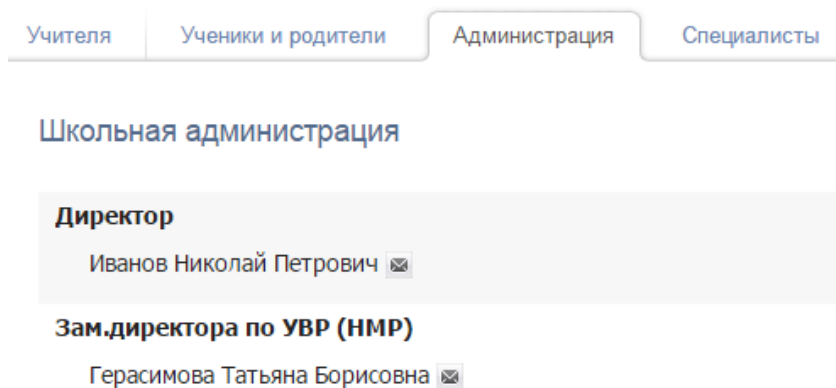 Учителя Ученики и родители Администрация Специалисты
Школьная администрация
Директор
Иванов Николай Петрович
Зам.директора по УВР (НМР)
Герасимова Татьяна Борисовна